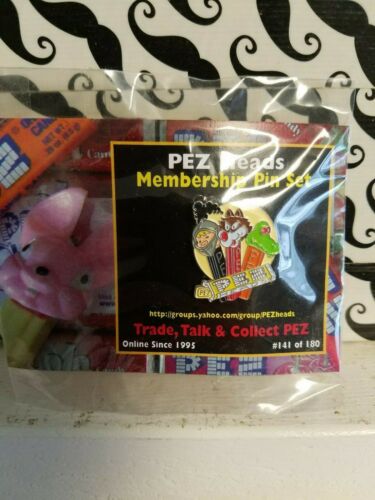 PEZ Heads
Membership Pin Set
http://groups.yahoo.com/group/PEZheads
Trade, Talk & Collect PEZ
Online Since 1995
#141 of 180